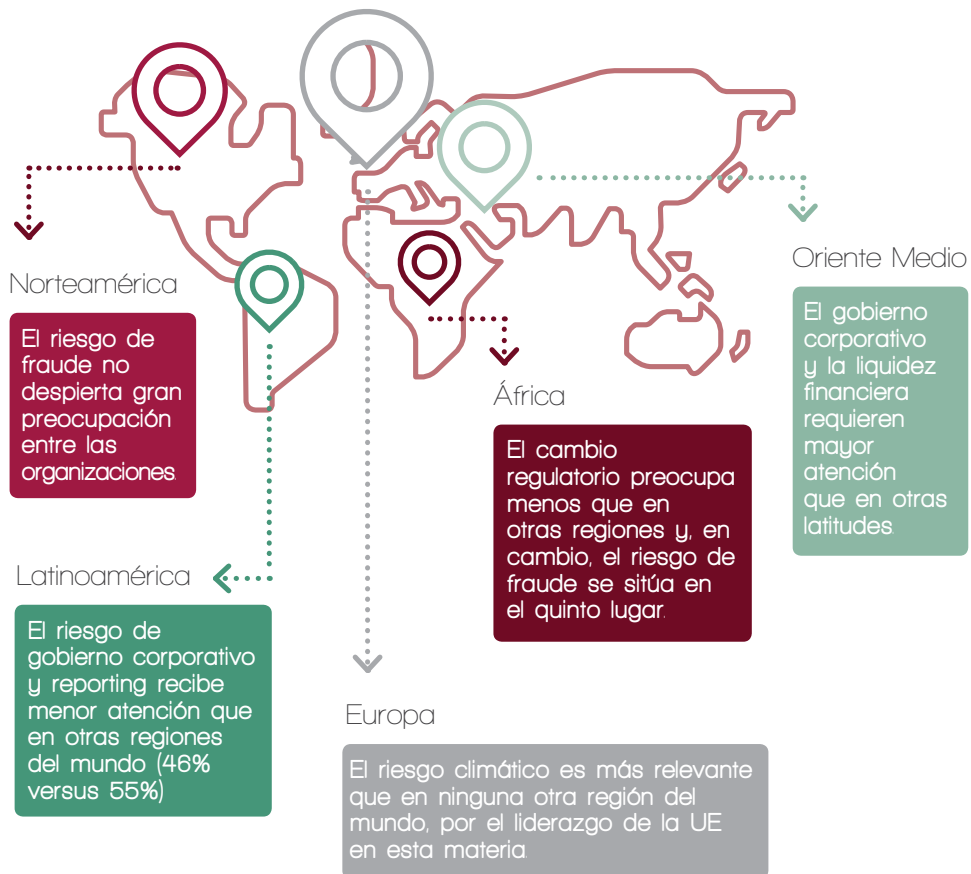 Norteamérica
El riesgo de
fraude no
despierta gran
preocupación
entre las
organizaciones.
Latinoamérica
El riesgo de
gobierno corporativo
y reporting recibe
menor atención que
en otras regiones
del mundo (46%
versus 55%)
Europa
El riesgo climático es más relevante
que en ninguna otra región del
mundo, por el liderazgo de la UE
en esta materia.
África
El cambio
regulatorio preocupa
menos que en
otras regiones y, en
cambio, el riesgo de
fraude se sitúa en
el quinto lugar.
Oriente Medio
El gobierno
corporativo
y la liquidez
financiera
requieren
mayor
atención
que en otras
latitudes.